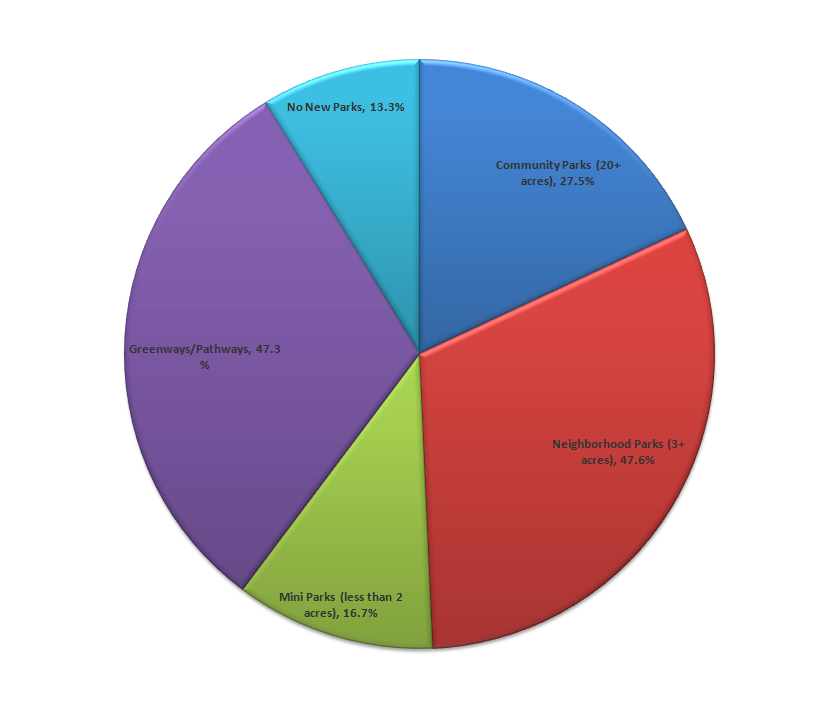 No New Parks, 13.3%
Community Parks (20+
acres), 27.5%
Greenways/Pathways, 47.3
%
Neighborhood Parks (3+
acres), 47.6%
Mini Parks (less than 2
acres), 16.7%